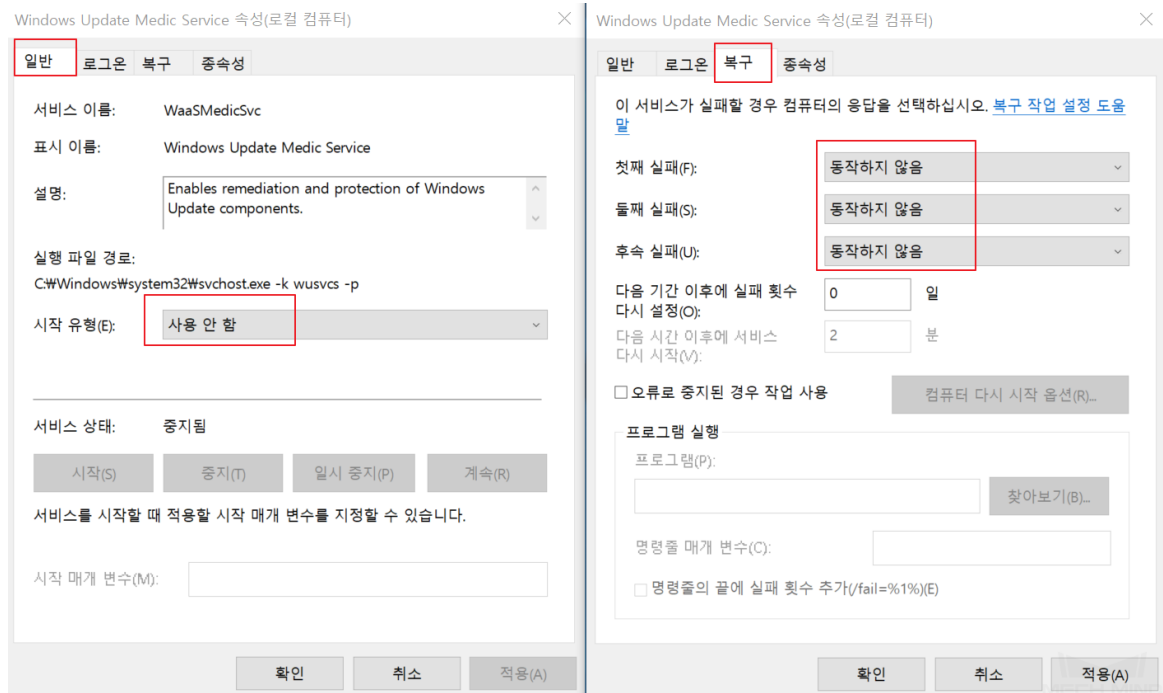 Windows Update Medic Service 속성(로컬 컴퓨터)
일반 로그온 복구 종속성
서비스 이름: WaaSMedicSvc
표시 이름: Windows Update Medic Service
설명: Enables remediation and protection of Windows
Update components.
실행 파일 경로:
C:₩Windows₩system32₩svchost.exe -k wusvcs -p
시작 유형(E): 사용 안 함
서비스 상태: 중지됨
시작(S) 중지(T) 일시 중지(P) 계속(R)
서비스를 시작할 때 적용할 시작 매개 변수를 지정할 수 있습니다.
시작 매개 변수(M):
확인 취소 적용(A)
Windows Update Medic Service 속성(로컬 컴퓨터)
일반 로그온 복구 종속성
이 서비스가 실패할 경우 컴퓨터의 응답을 선택하십시오. 복구 작업 설정 도움
말
첫째 실패(F): 동작하지 않음
둘째 실패(S): 동작하지 않음
후속 실패(U): 동작하지 않음
다음 기간 이후에 실패 횟수 0 일
다시 설정(O):
다음 시간 이후에 서비스 2 분
다시 시작(V):
오류로 중지된 경우 작업 사용 컴퓨터 다시 시작 옵션(R)...
프로그램 실행
프로그램(P):
찾아보기(B)...
명령줄 매개 변수(C):
명령줄의 끝에 실패 횟수 추가(/fail=%1%)(E)
확인 취소 적용(A)